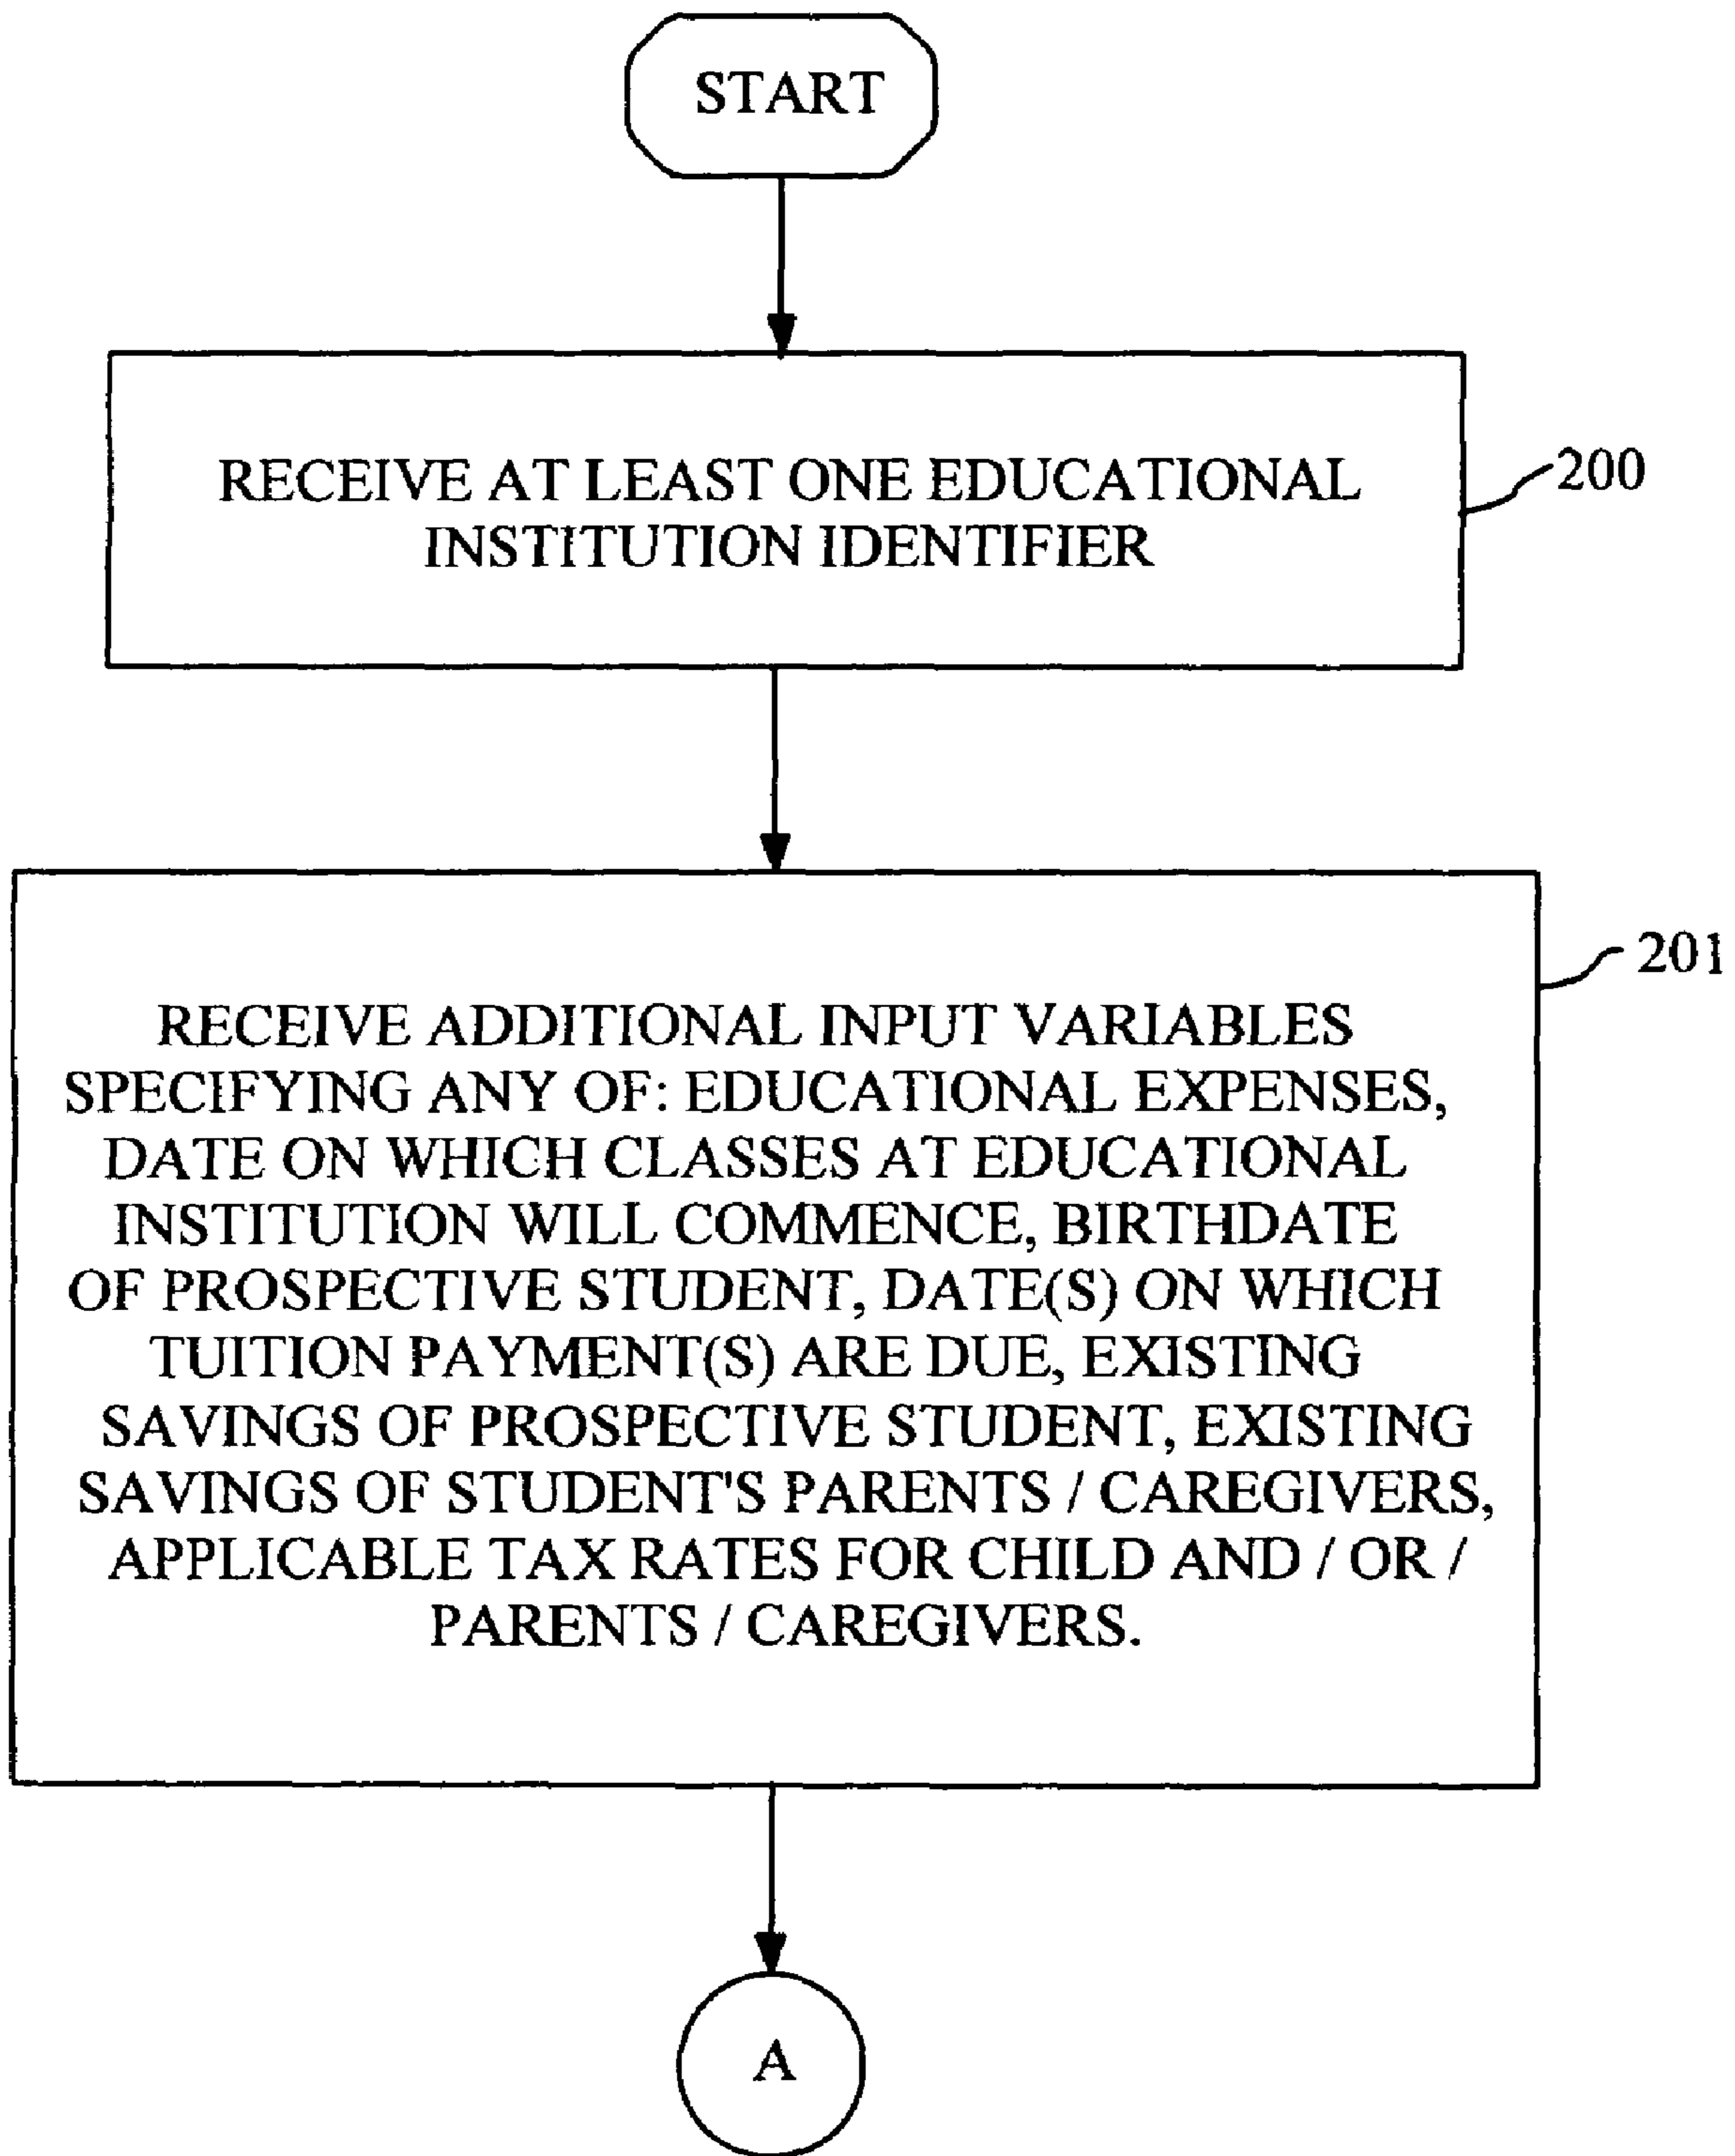 START
RECEIVE AT LEAST ONE EDUCATIONAL
INSTITUTION IDENTIFIER
200
201
RECEIVE ADDITIONAL INPUT VARIABLES
SPECIFYING ANY OF: EDUCATIONAL EXPENSES,
DATE ON WHICH CLASSES AT EDUCATIONAL
INSTITUTION WILL COMMENCE, BIRTHDATE
OF PROSPECTIVE STUDENT, DATE(S) ON WHICH
TUITION PAYMENT(S) ARE DUE, EXISTING
SAVINGS OF PROSPECTIVE STUDENT, EXISTING
SAVINGS OF STUDENT'S PARENTS / CAREGIVERS,
APPLICABLE TAX RATES FOR CHILD AND / OR /
PARENTS / CAREGIVERS.
A